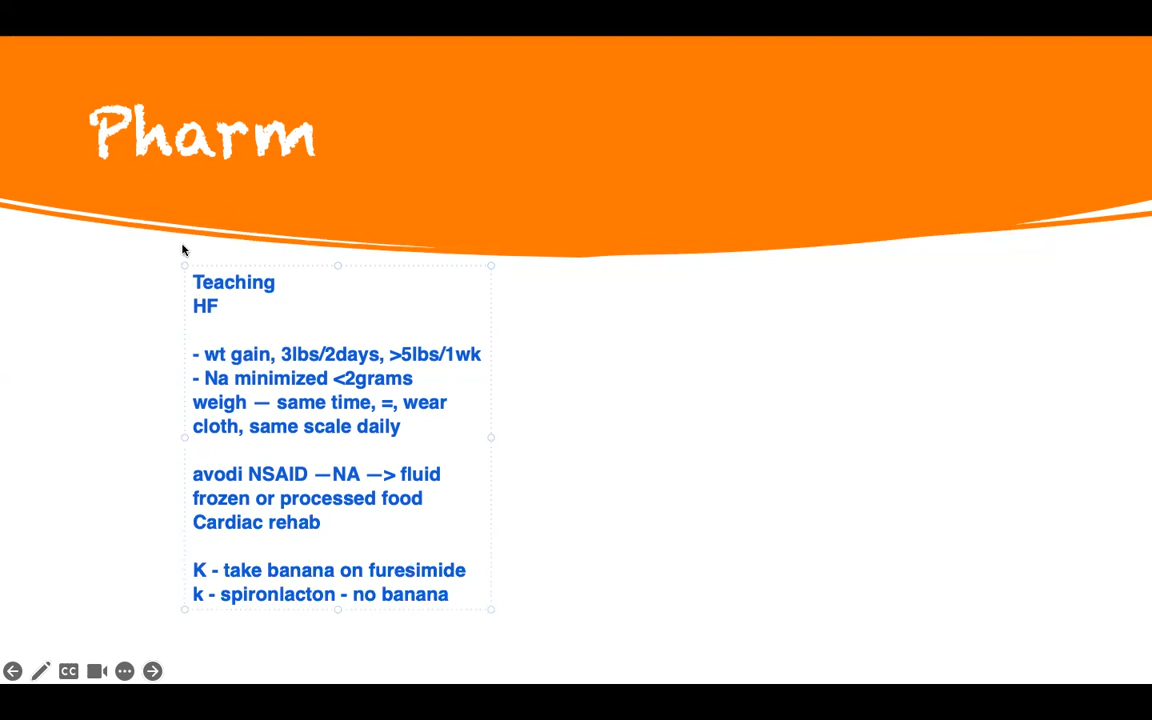 Pharm
Teaching
HF
- wt gain, 3lbs/2days, >5lbs/1wk
- Na minimized <2grams
weigh — same time, =, wear
cloth, same scale daily
avodi NSAID —NA —> fluid
frozen or processed food
Cardiac rehab
K - take banana on furesimide
k - spironlacton - no banana
CC